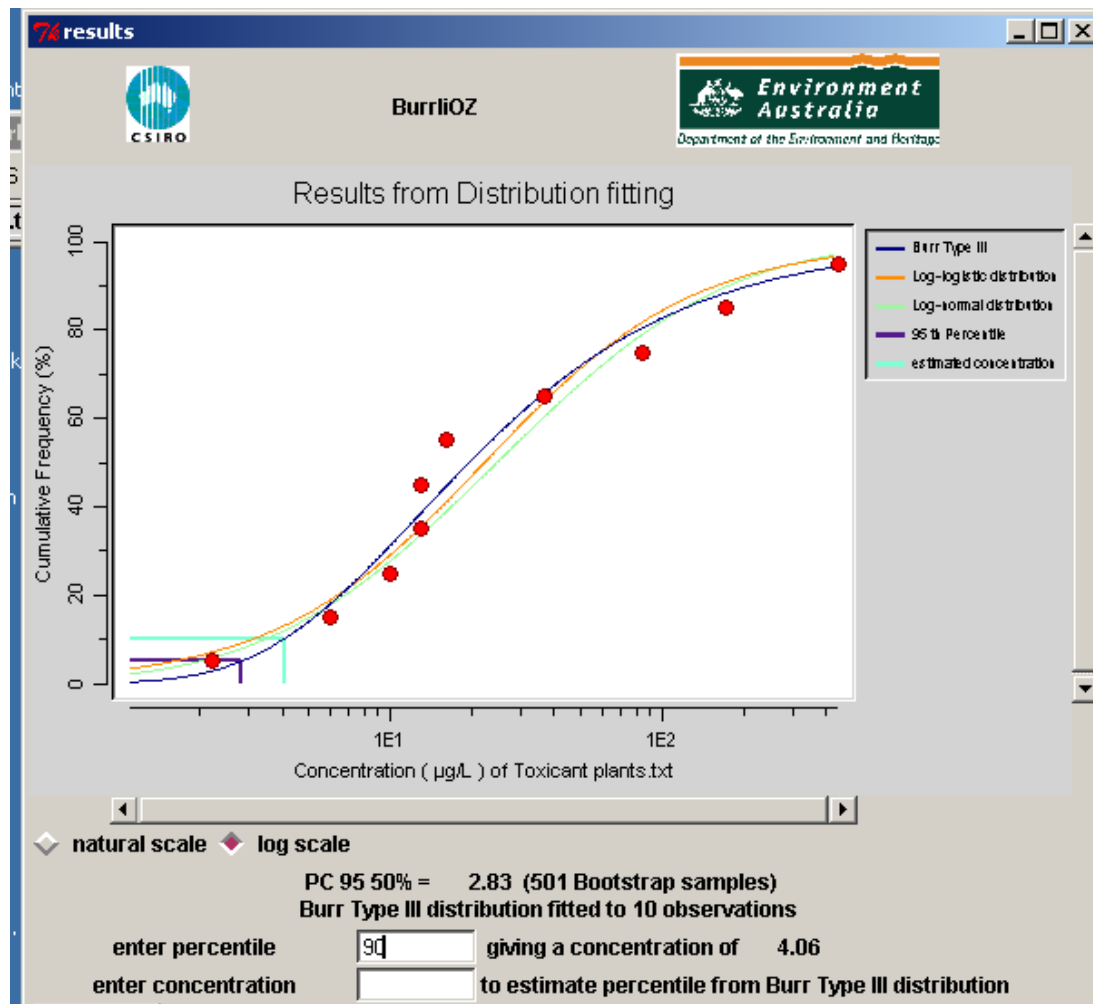 results
CSIRO
BurrliOZ
Environment
Australia
Department of the Environment and Heritage
Results from Distribution fitting
100
80
60
40
20
0
Cumulative Frequency (%)
Burr Type III
Log-logistic distribution
Log-normal distribution
95 th Percentile
estimated concentration
1E1
1E2
Concentration ( µg/L ) of Toxicant plants.txt
natural scale
log scale
PC 95 50% = 2.83 (501 Bootstrap samples)
Burr Type III distribution fitted to 10 observations
enter percentile 90 giving a concentration of 4.06
enter concentration to estimate percentile from Burr Type III distribution